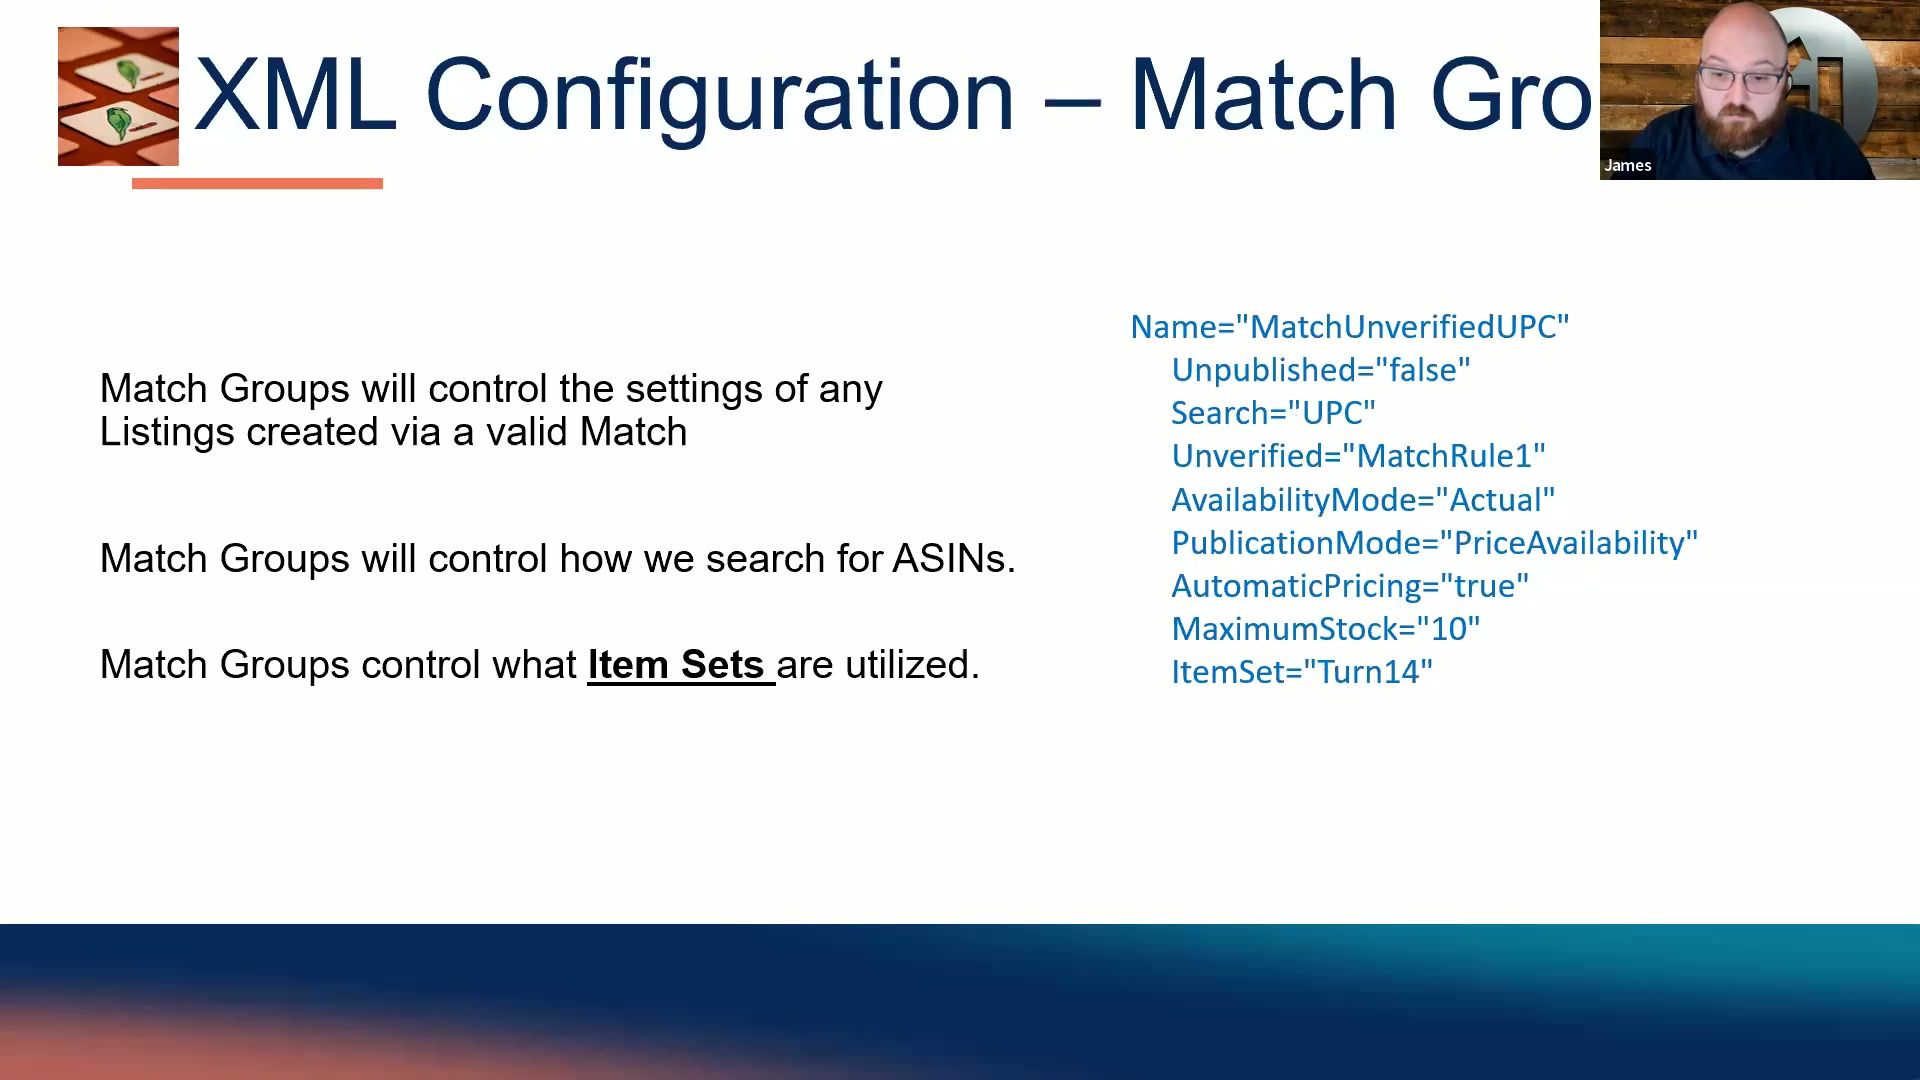 XML Configuration – Match Gro
James
Match Groups will control the settings of any
Listings created via a valid Match
Match Groups will control how we search for ASINs.
Match Groups control what Item Sets are utilized.
Name="MatchUnverifiedUPC"
Unpublished="false"
Search="UPC"
Unverified="MatchRule1"
AvailabilityMode="Actual"
PublicationMode="PriceAvailability"
AutomaticPricing="true"
MaximumStock="10"
ItemSet="Turn14"